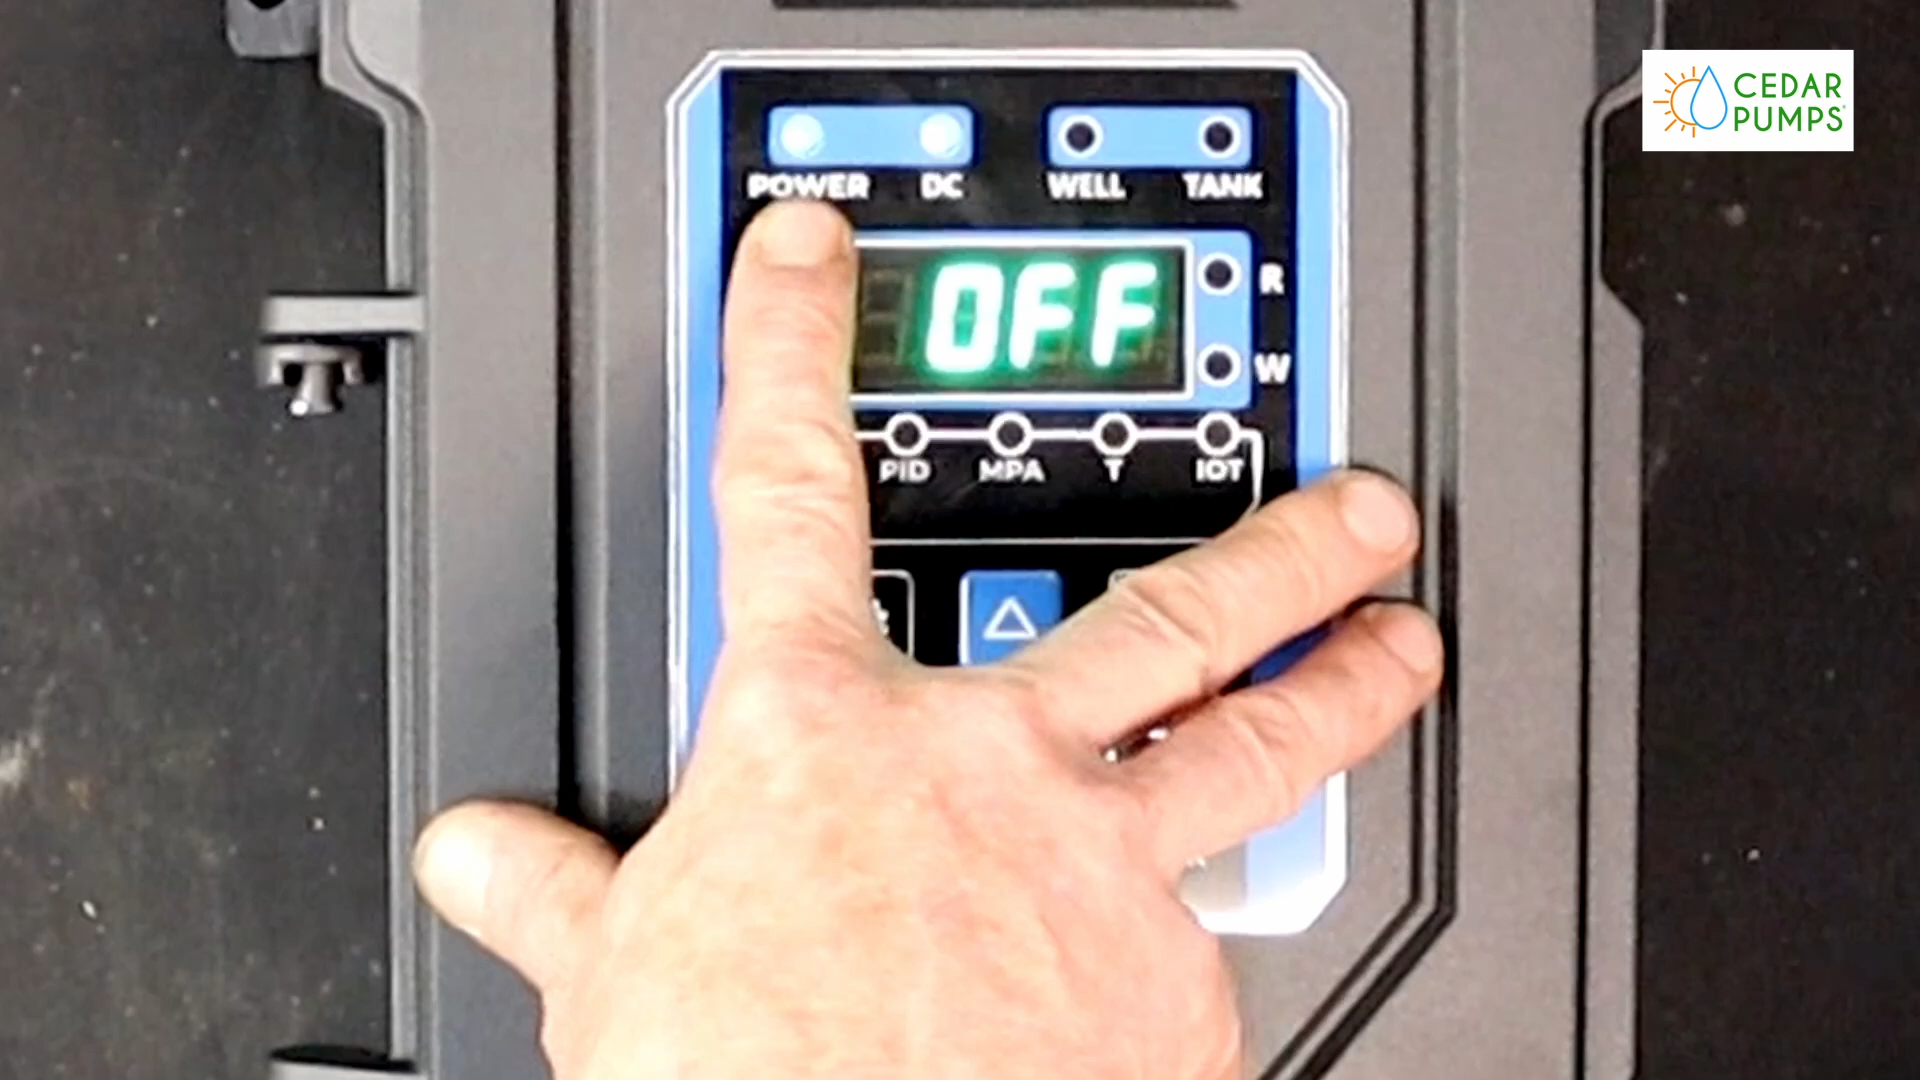 CEDAR
PUMPS
POWER DC WELL TANK
OFF
R
W
PID MPA T IOT